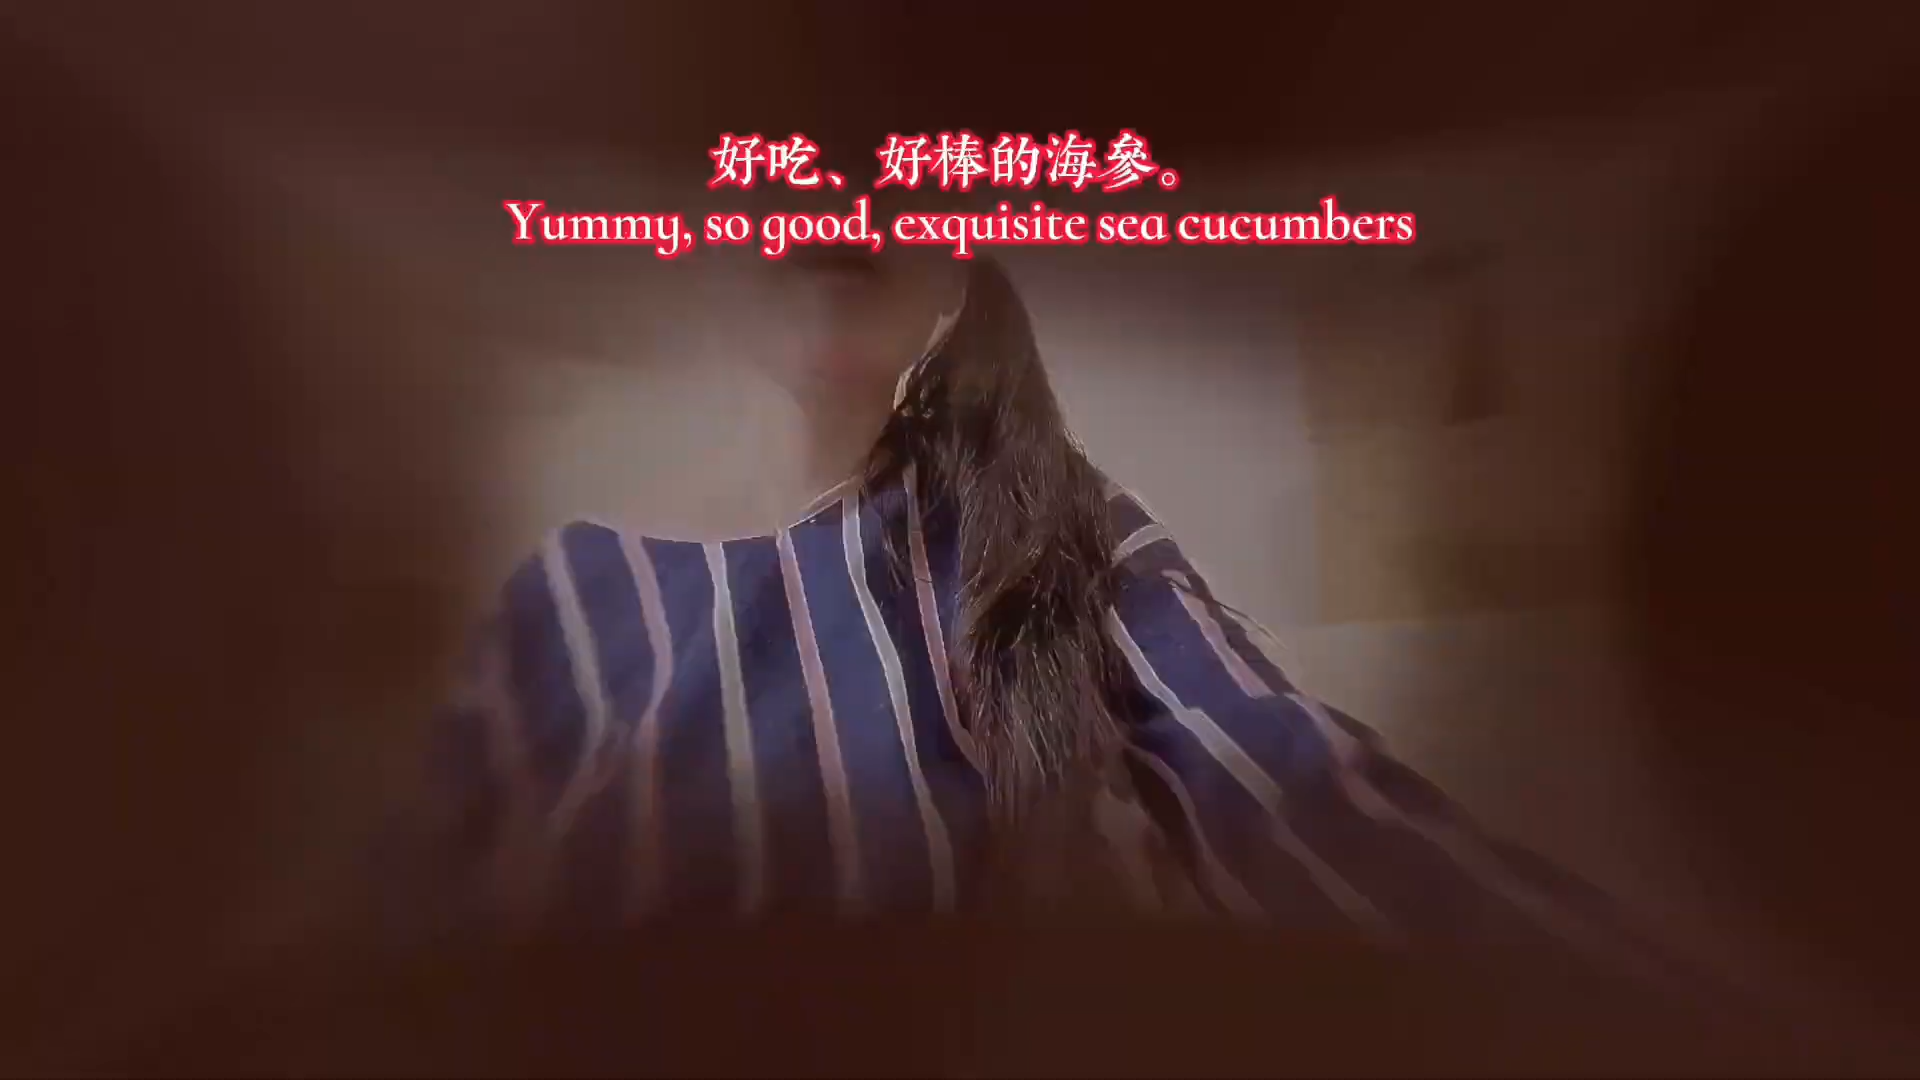 好吃、好棒的海參。
Yummy, so good, exquisite sea cucumbers